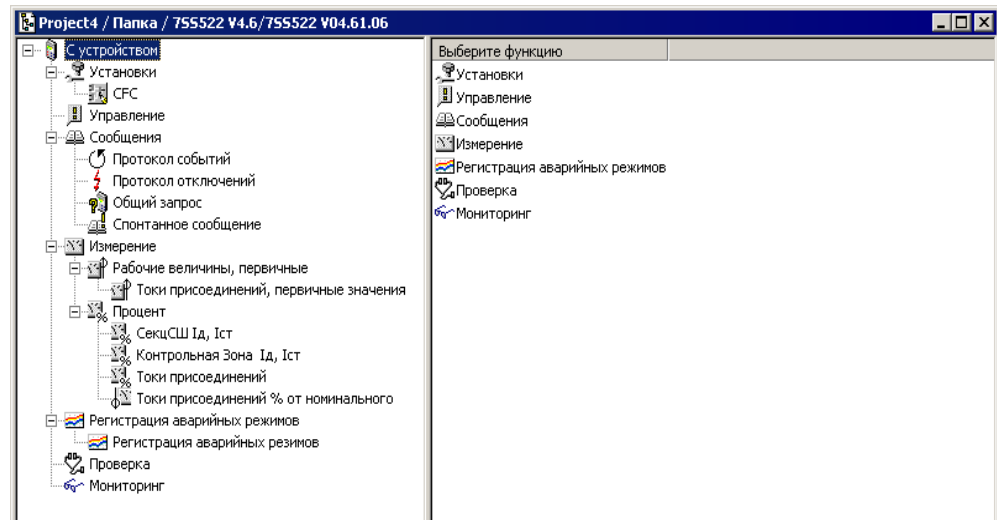 Project4 / Папка / 7SS522 V4.6/7SS522 V04.61.06
С устройством
Установки
CFC
Управление
Сообщения
Протокол событий
Протокол отключений
Общий запрос
Спонтанное сообщение
Измерение
Рабочие величины, первичные
Токи присоединений, первичные значения
Процент
СекцСШ Iд, Iст
Контрольная Зона Iд, Iст
Токи присоединений
Токи присоединений % от номинального
Регистрация аварийных режимов
Регистрация аварийных резимов
Проверка
Мониторинг
Выберите функцию
Установки
Управление
Сообщения
Измерение
Регистрация аварийных режимов
Проверка
Мониторинг